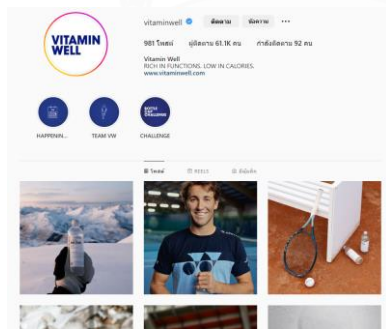 VITAMIN
WELL
vitaminwell ติดตาม ข้อความ
981 โพสต์ ผู้ติดตาม 61.1K คน กำลังติดตาม 92 คน
Vitamin Well
RICH IN FUNCTIONS. LOW IN CALORIES.
www.vitaminwell.com
HAPPENIN... TEAM VW CHALLENGE
โพสต์ REELS